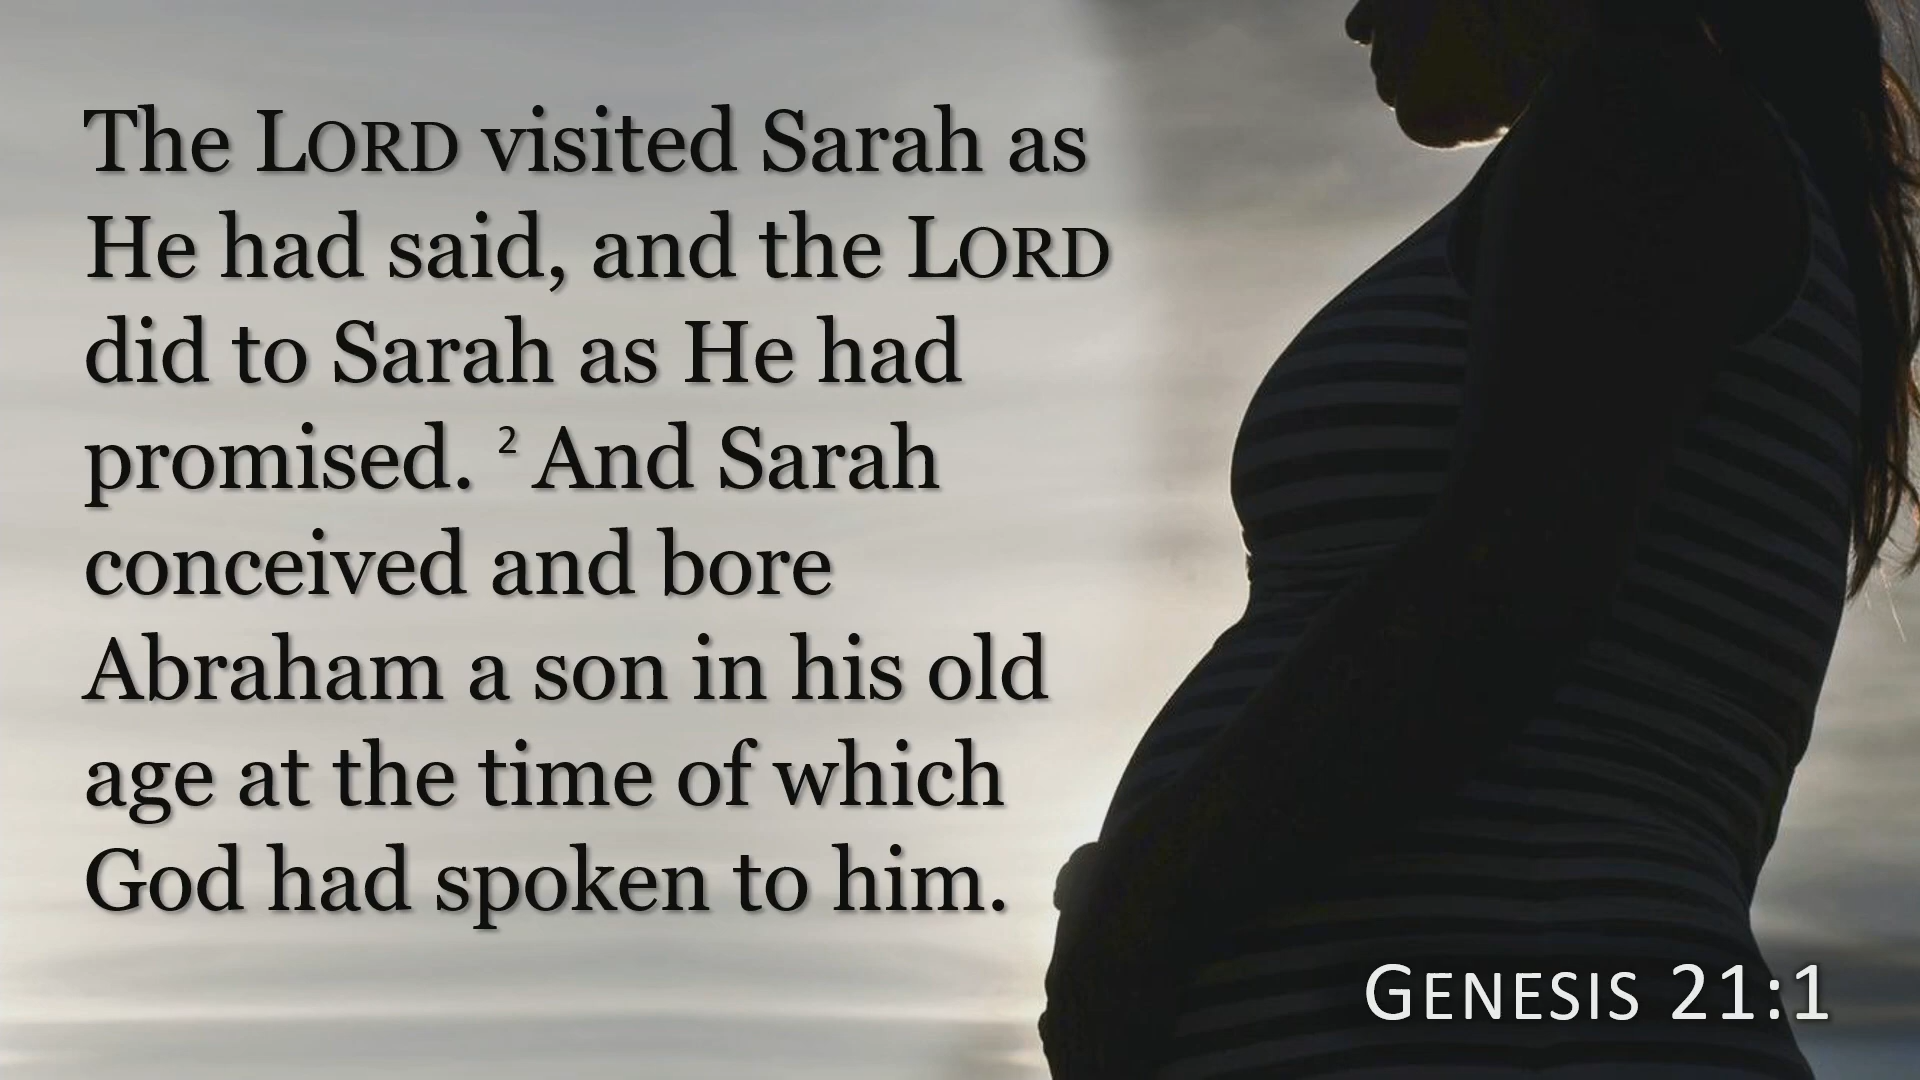 The LORD visited Sarah as
He had said, and the LORD
did to Sarah as He had
promised. ² And Sarah
conceived and bore
Abraham a son in his old
age at the time of which
God had spoken to him.
GENESIS 21:1